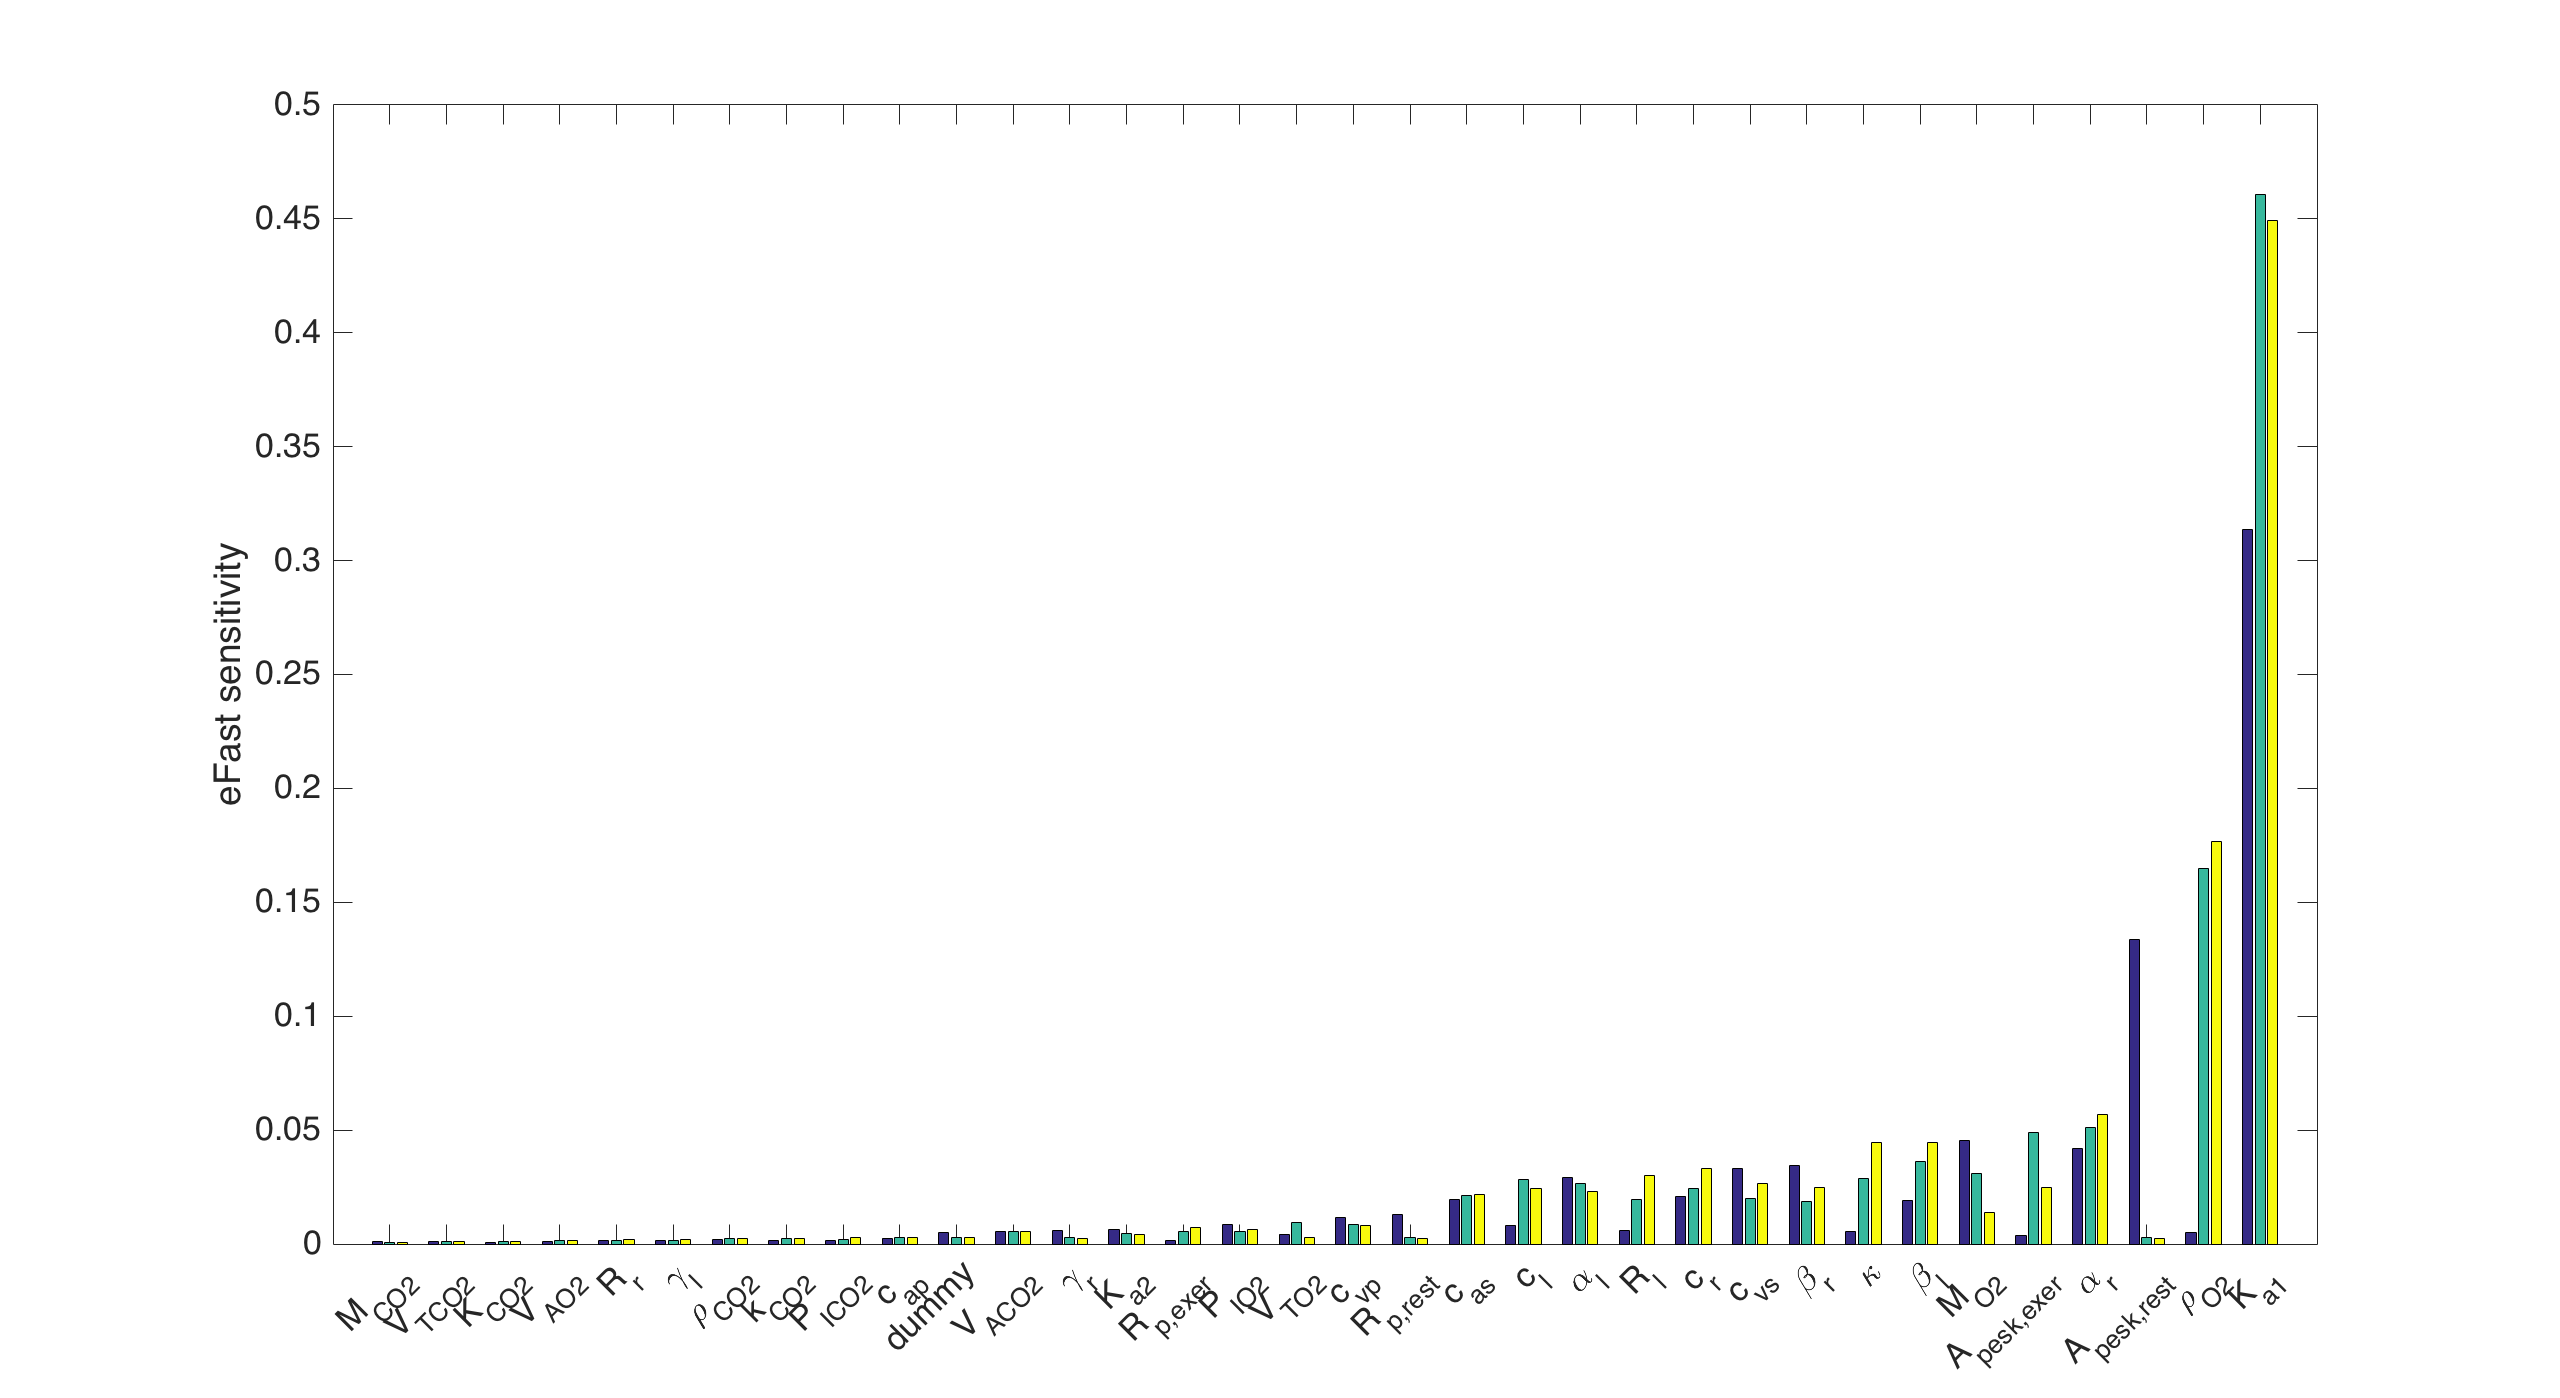 0.5
0.45
0.4
0.35
0.3
0.25
0.2
0.15
0.1
0.05
0
eFast sensitivity
M CO2
V TCO2
K CO2
V AO2
R r
γ l
ρ CO2
κ CO2
P ICO2
c ap
dummy
V ACO2
γ r
K a2
R p,exer
P IO2
V TO2
c vp
R p,rest
c as
c l
α l
R l
c r
c vs
β r
κ
β l
M O2
A pesk,exer
α r
A pesk,rest
ρ O2
K a1